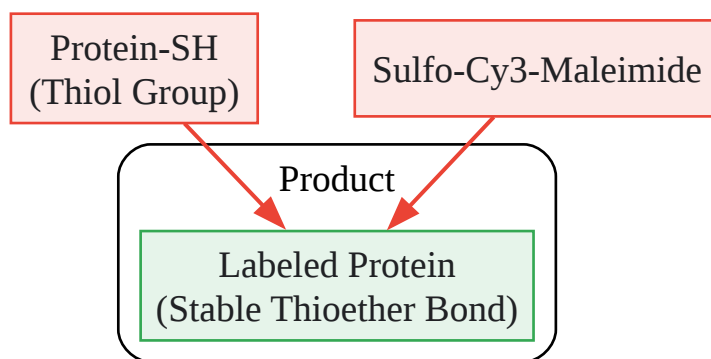 Protein-SH
(Thiol Group)
Sulfo-Cy3-Maleimide
Product
Labeled Protein
(Stable Thioether Bond)